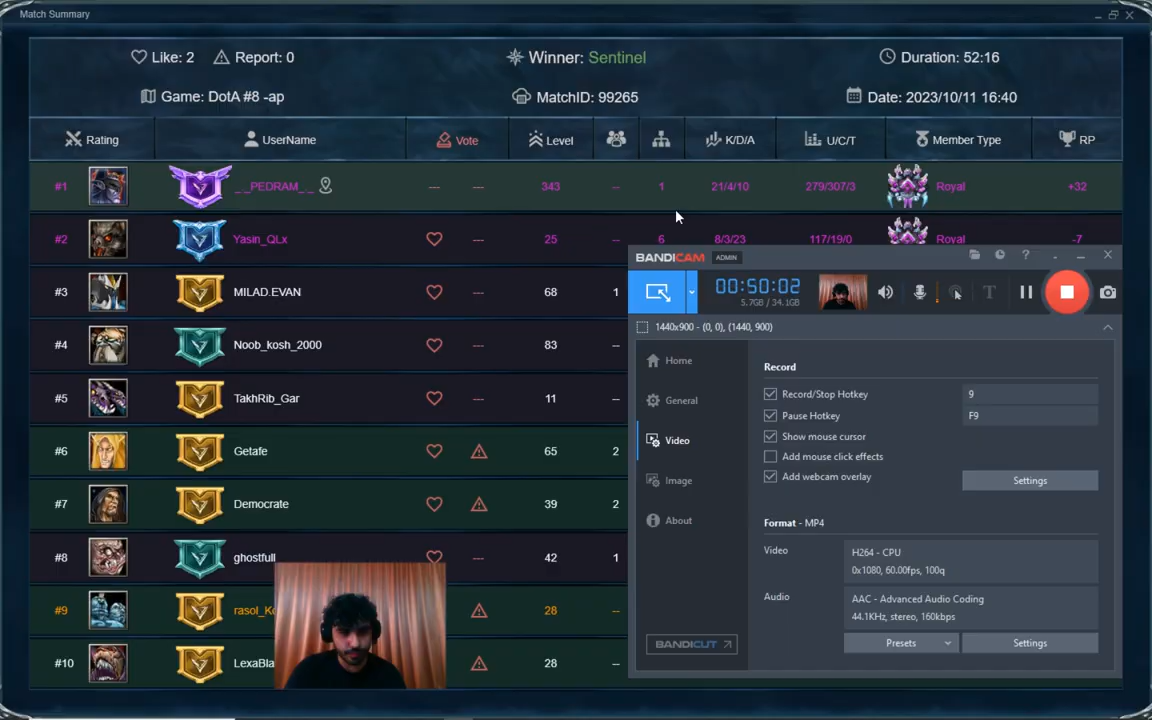 Match Summary
Like: 2 Report: 0 Winner: Sentinel Duration: 52:16
Game: DotA #8 -ap MatchID: 99265 Date: 2023/10/11 16:40
Rating UserName Vote Level K/D/A U/C/T Member Type RP
#1 __PEDRAM__ --- --- 343 -- 1 21/4/10 279/307/3 Royal +32
#2 Yasin_QLx --- 25 -- 6 8/3/23 117/19/0 Royal -7
#3 MILAD.EVAN --- 68 1
#4 Noob_kosh_2000 --- 83 --
#5 TakhRib_Gar --- 11 --
#6 Getafe 65 2
#7 Democrate 39 2
#8 ghostfull --- 42 1
#9 28 --
#10 28 --
BANDICAM ADMIN
00:50:02
5.7GB / 34.1GB
1440x900 - (0, 0), (1440, 900)
Home
General
Video
Image
About
BANDICUT
Record
Record/Stop Hotkey 9
Pause Hotkey F9
Show mouse cursor
Add mouse click effects
Add webcam overlay Settings
Format - MP4
Video H264 - CPU
0x1080, 60.00fps, 100q
Audio AAC - Advanced Audio Coding
44.1KHz, stereo, 160kbps
Presets Settings